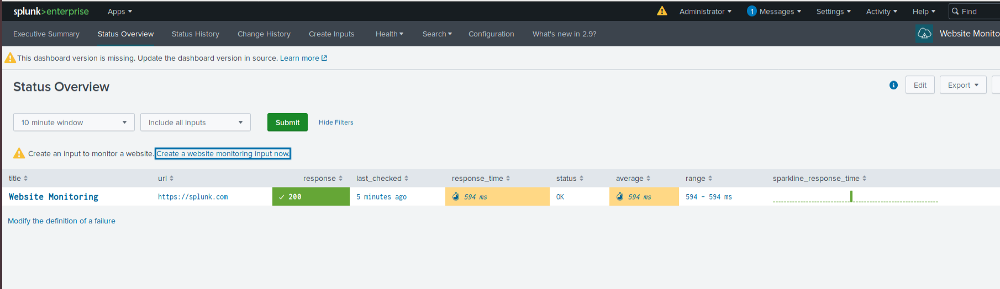 splunk>enterprise Apps Administrator 1 Messages Settings Activity Help Find
Executive Summary Status Overview Status History Change History Create Inputs Health Search Configuration What's new in 2.9? Website Monito
This dashboard version is missing. Update the dashboard version in source. Learn more
Status Overview Edit Export
10 minute window Include all inputs Submit Hide Filters
Create an input to monitor a website. Create a website monitoring input now.
title url response last_checked response_time status average range sparkline_response_time
Website Monitoring https://splunk.com ✓ 200 5 minutes ago 594 ms OK 594 ms 594 - 594 ms
Modify the definition of a failure